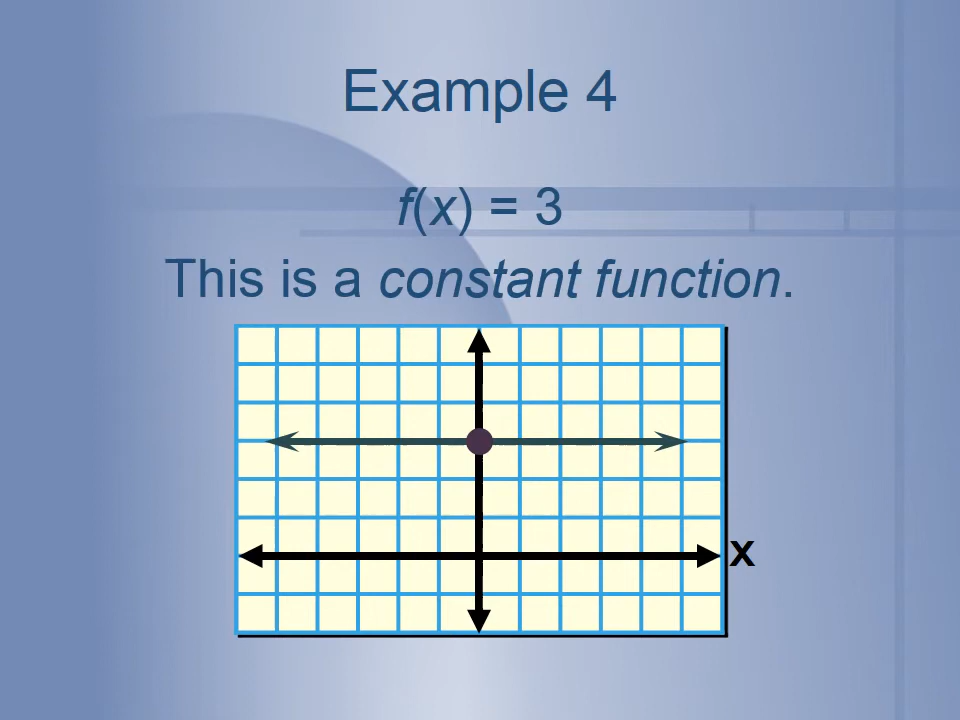 Example 4
f(x) = 3
This is a constant function.
x